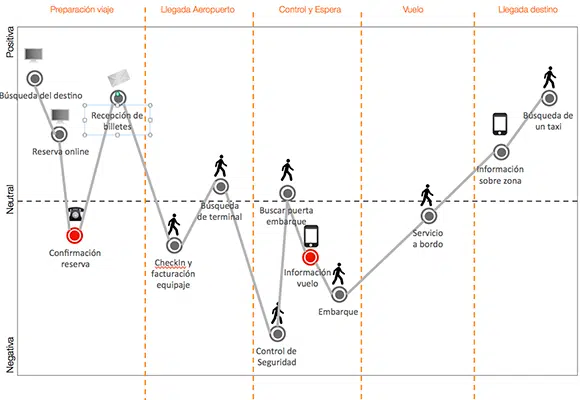 Preparación viaje
Llegada Aeropuerto
Control y Espera
Vuelo
Llegada destino
Positiva
Neutral
Negativa
Búsqueda del destino
Reserva online
Confirmación
reserva
Recepción de
billetes
CheckIn y
facturación
equipaje
Búsqueda
de terminal
Control de
Seguridad
Buscar puerta
embarque
Información
vuelo
Embarque
Servicio
a bordo
Información
sobre zona
Búsqueda de
un taxi